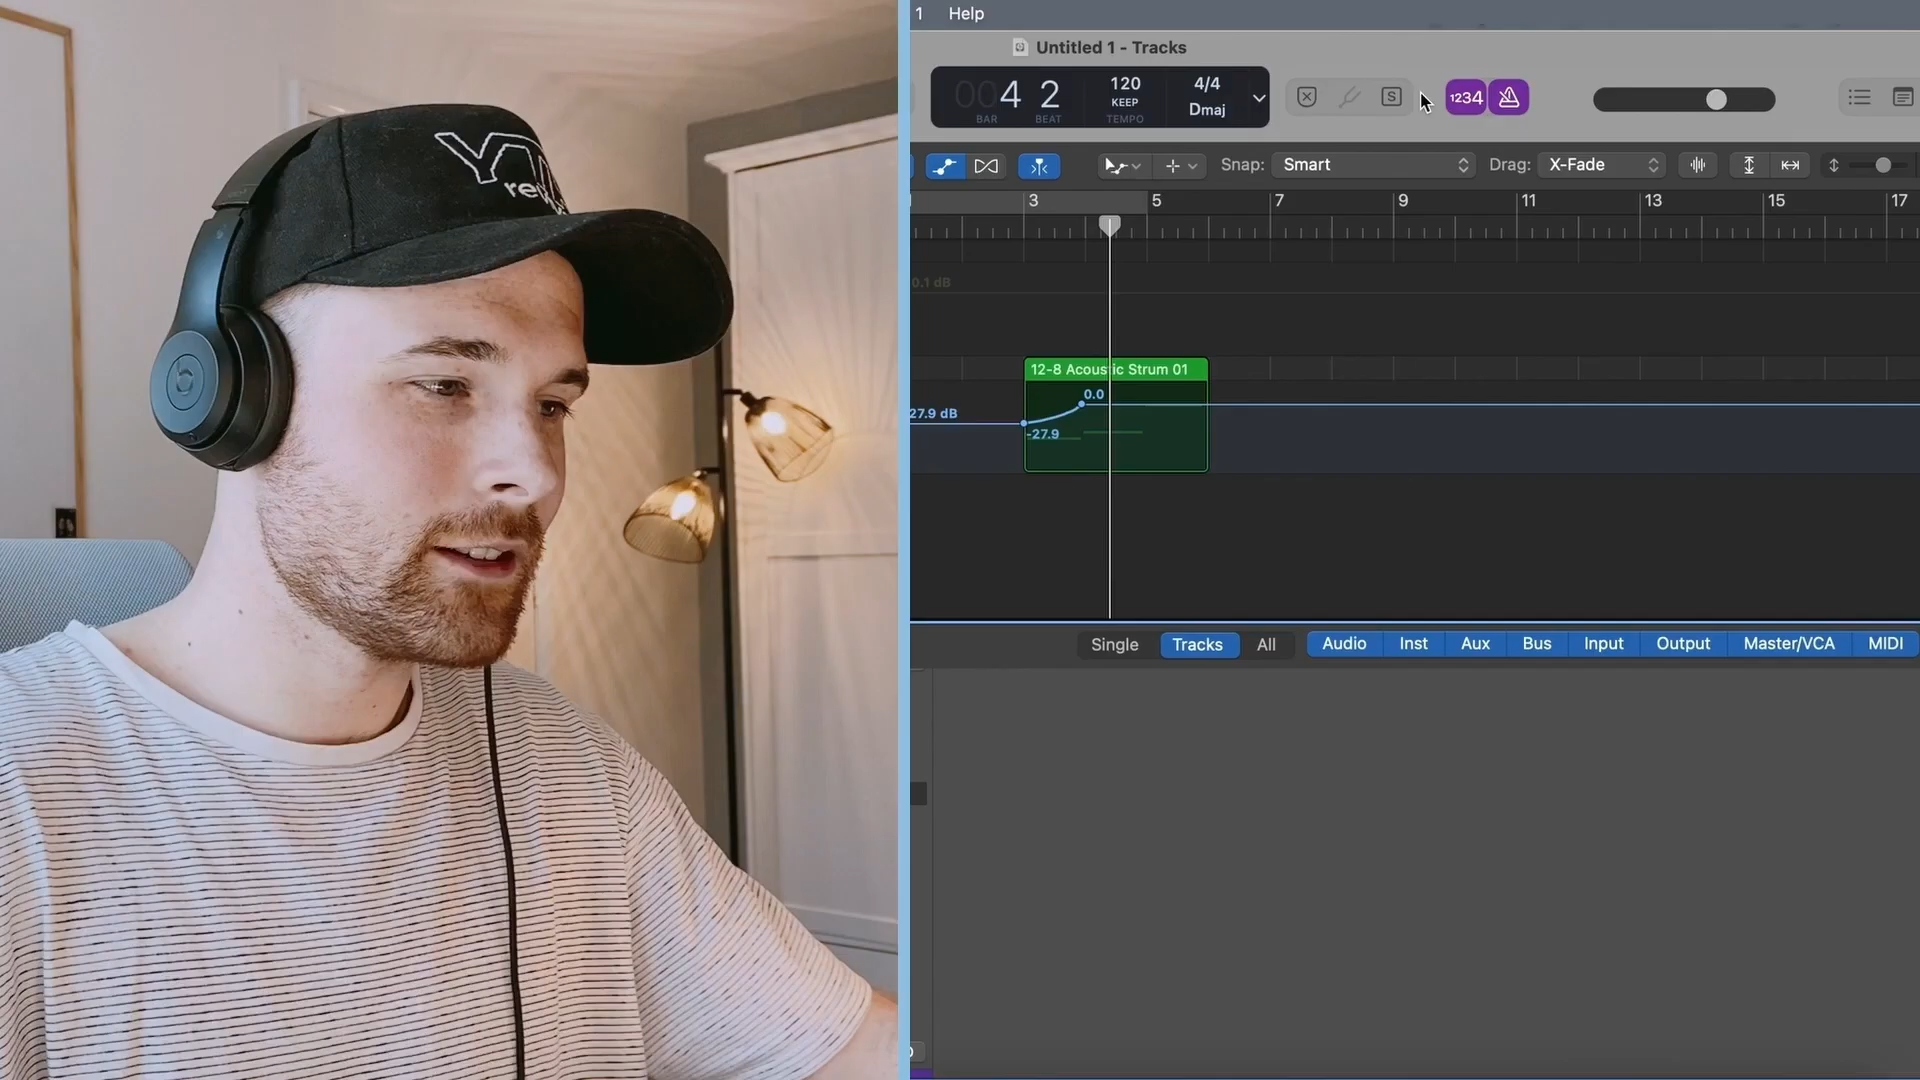 1 Help
Untitled 1 - Tracks
004 2
BAR BEAT
120
KEEP
TEMPO
4/4
Dmaj
S
1234
Snap: Smart
Drag: X-Fade
3 5 7 9 11 13 15 17
0.1 dB
12-8 Acoustic Strum 01
0.0
27.9 dB
-27.9
Single Tracks All Audio Inst Aux Bus Input Output Master/VCA MIDI